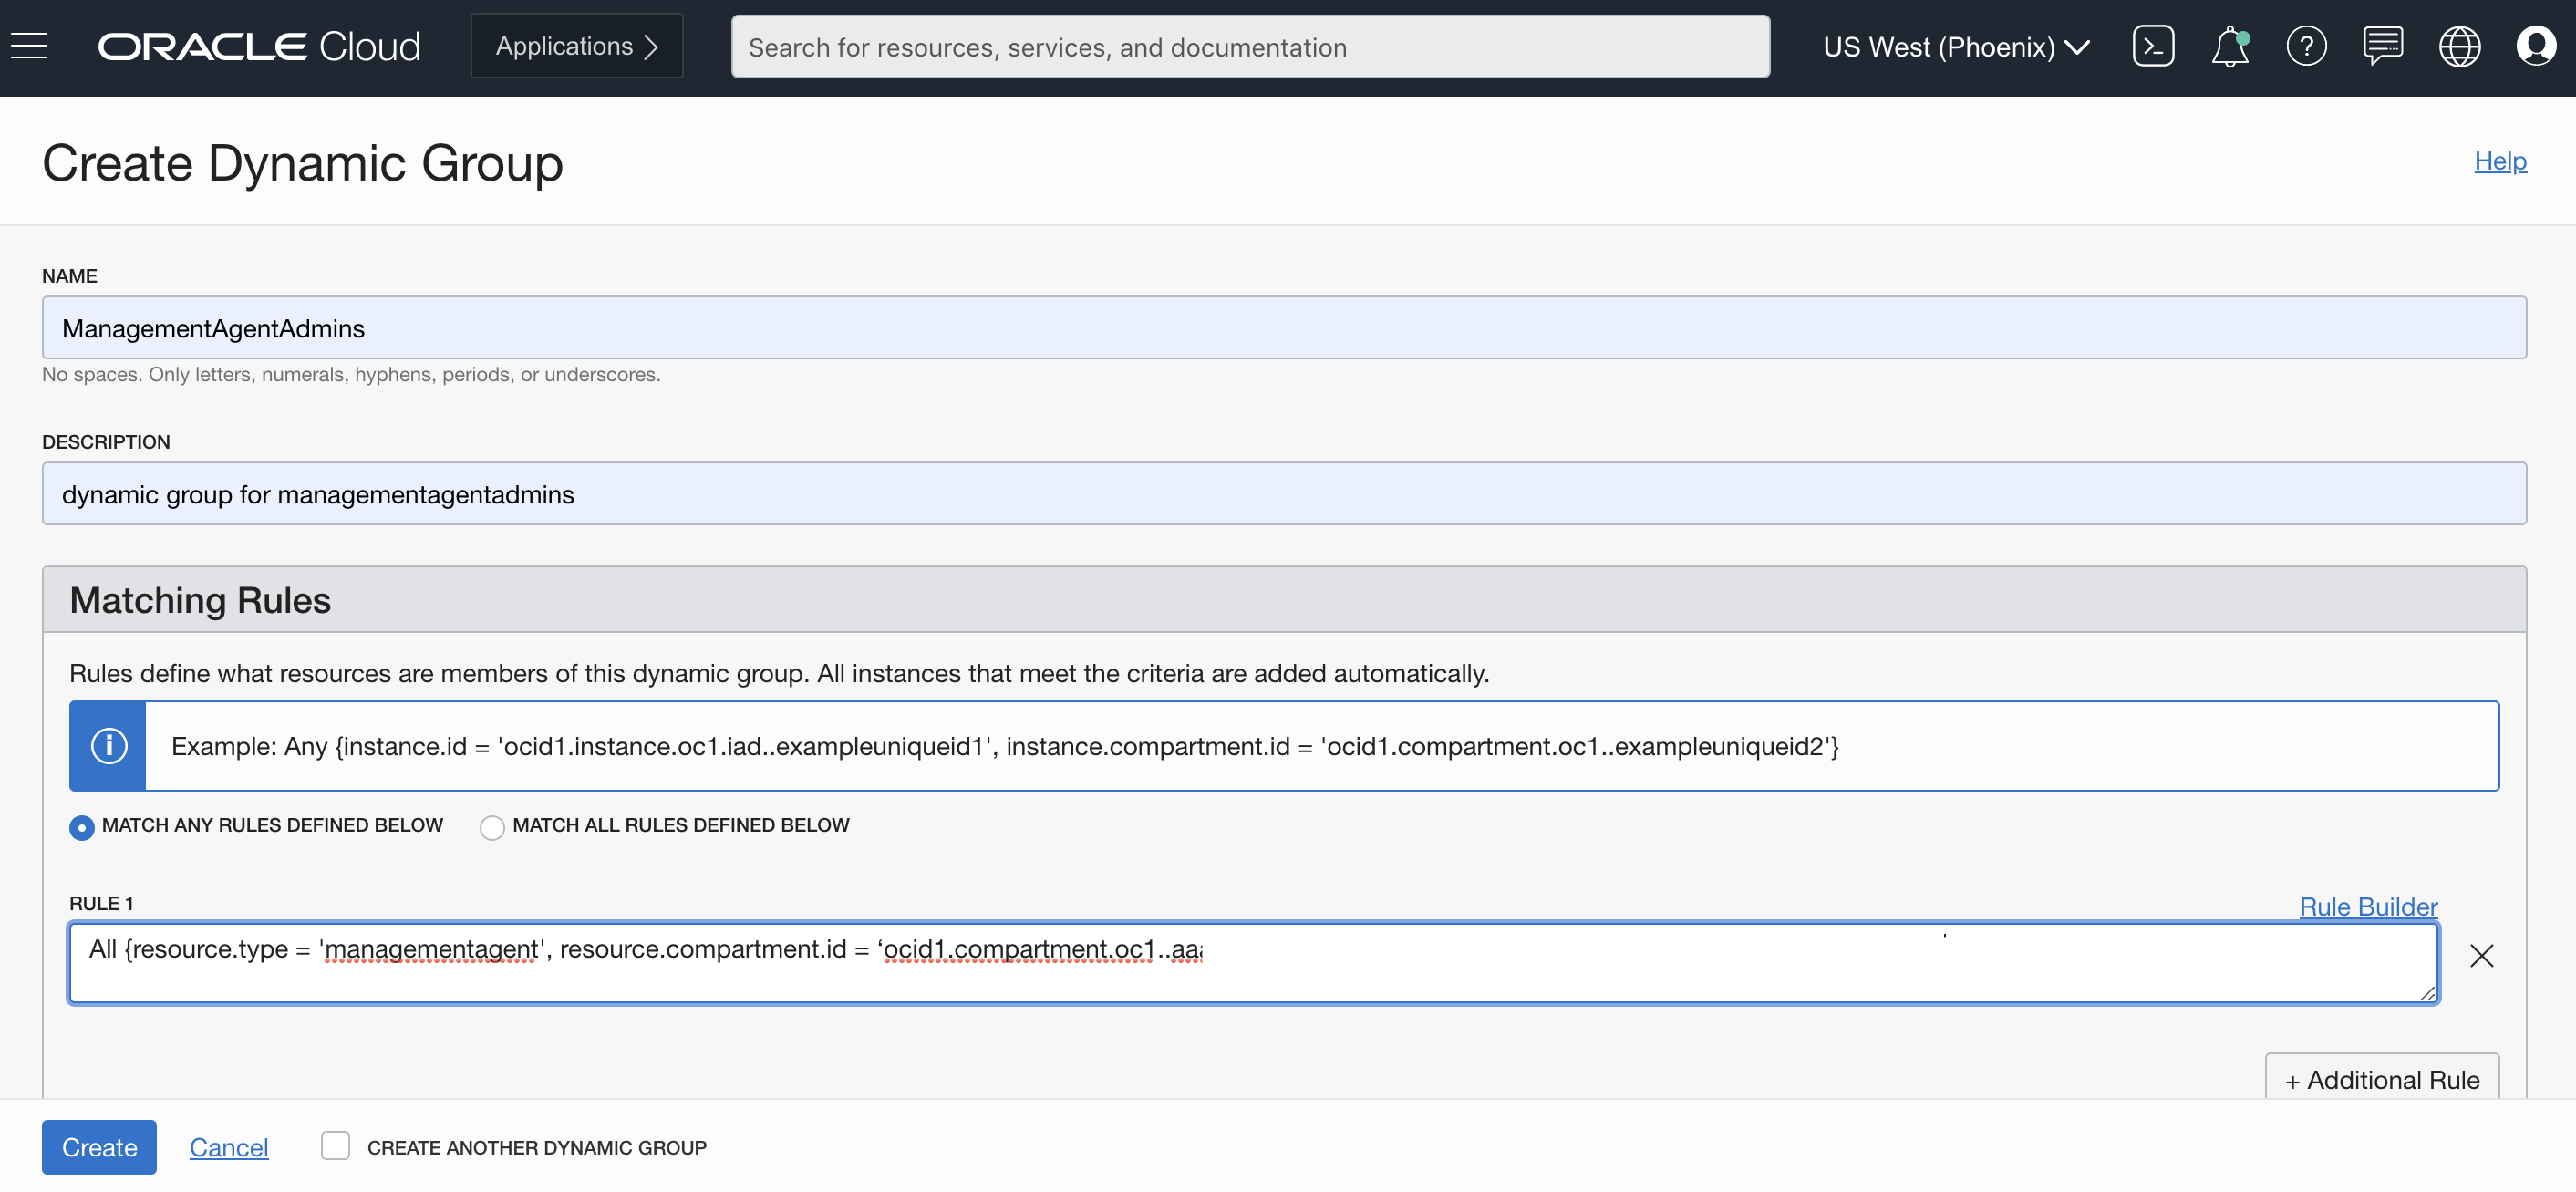 ORACLE Cloud Applications Search for resources, services, and documentation US West (Phoenix)
Create Dynamic Group Help
NAME
ManagementAgentAdmins
No spaces. Only letters, numerals, hyphens, periods, or underscores.
DESCRIPTION
dynamic group for managementagentadmins
Matching Rules
Rules define what resources are members of this dynamic group. All instances that meet the criteria are added automatically.
Example: Any {instance.id = 'ocid1.instance.oc1.iad..exampleuniqueid1', instance.compartment.id = 'ocid1.compartment.oc1..exampleuniqueid2'}
MATCH ANY RULES DEFINED BELOW MATCH ALL RULES DEFINED BELOW
RULE 1 Rule Builder
All {resource.type = 'managementagent', resource.compartment.id = ‘ocid1.compartment.oc1..aaa
+ Additional Rule
Create Cancel CREATE ANOTHER DYNAMIC GROUP